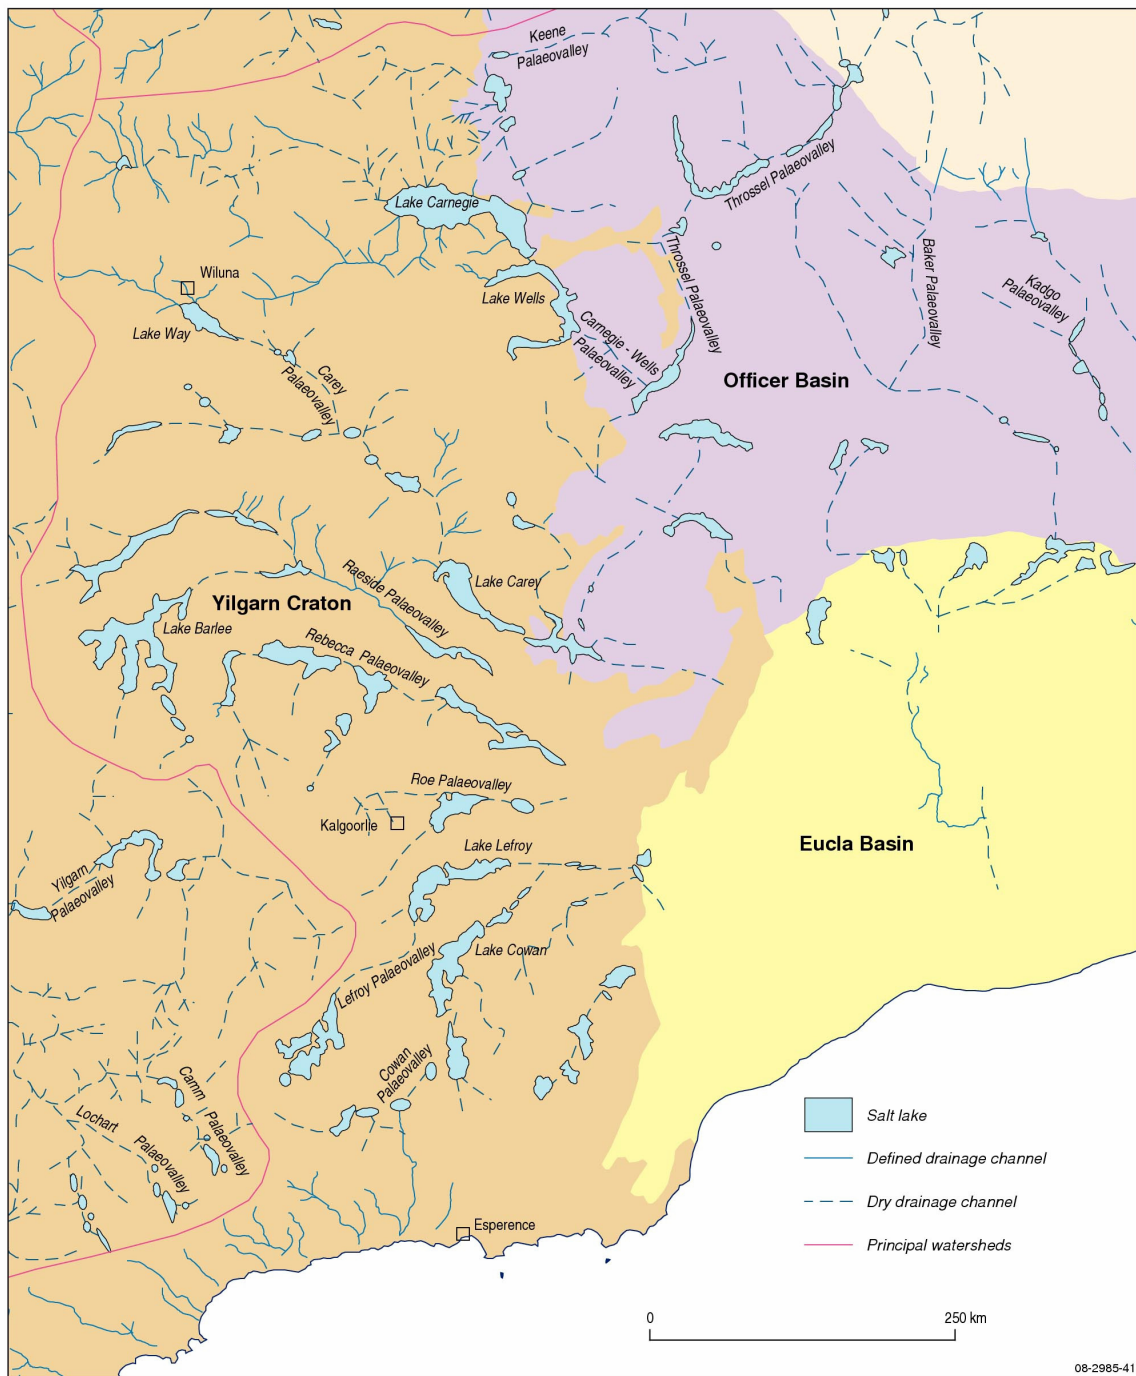 Keene
Palaeovalley
Throssel Palaeovalley
Lake Carnegie
Wiluna
Lake Way
Lake Wells
Throssel Palaeovalley
Baker Palaeovalley
Kadgo
Palaeovalley
Carnegie - Wells
Palaeovalley
Carey
Palaeovalley
Officer Basin
Raeside Palaeovalley
Lake Carey
Yilgarn Craton
Lake Barlee
Rebecca Palaeovalley
Roe Palaeovalley
Kalgoorlie
Lake Lefroy
Eucla Basin
Yilgarn
Palaeovalley
Lake Cowan
Lefroy Palaeovalley
Cowan
Palaeovalley
Camm Palaeovalley
Lochart Palaeovalley
Esperence
Salt lake
Defined drainage channel
Dry drainage channel
Principal watersheds
0 250 km
08-2985-41